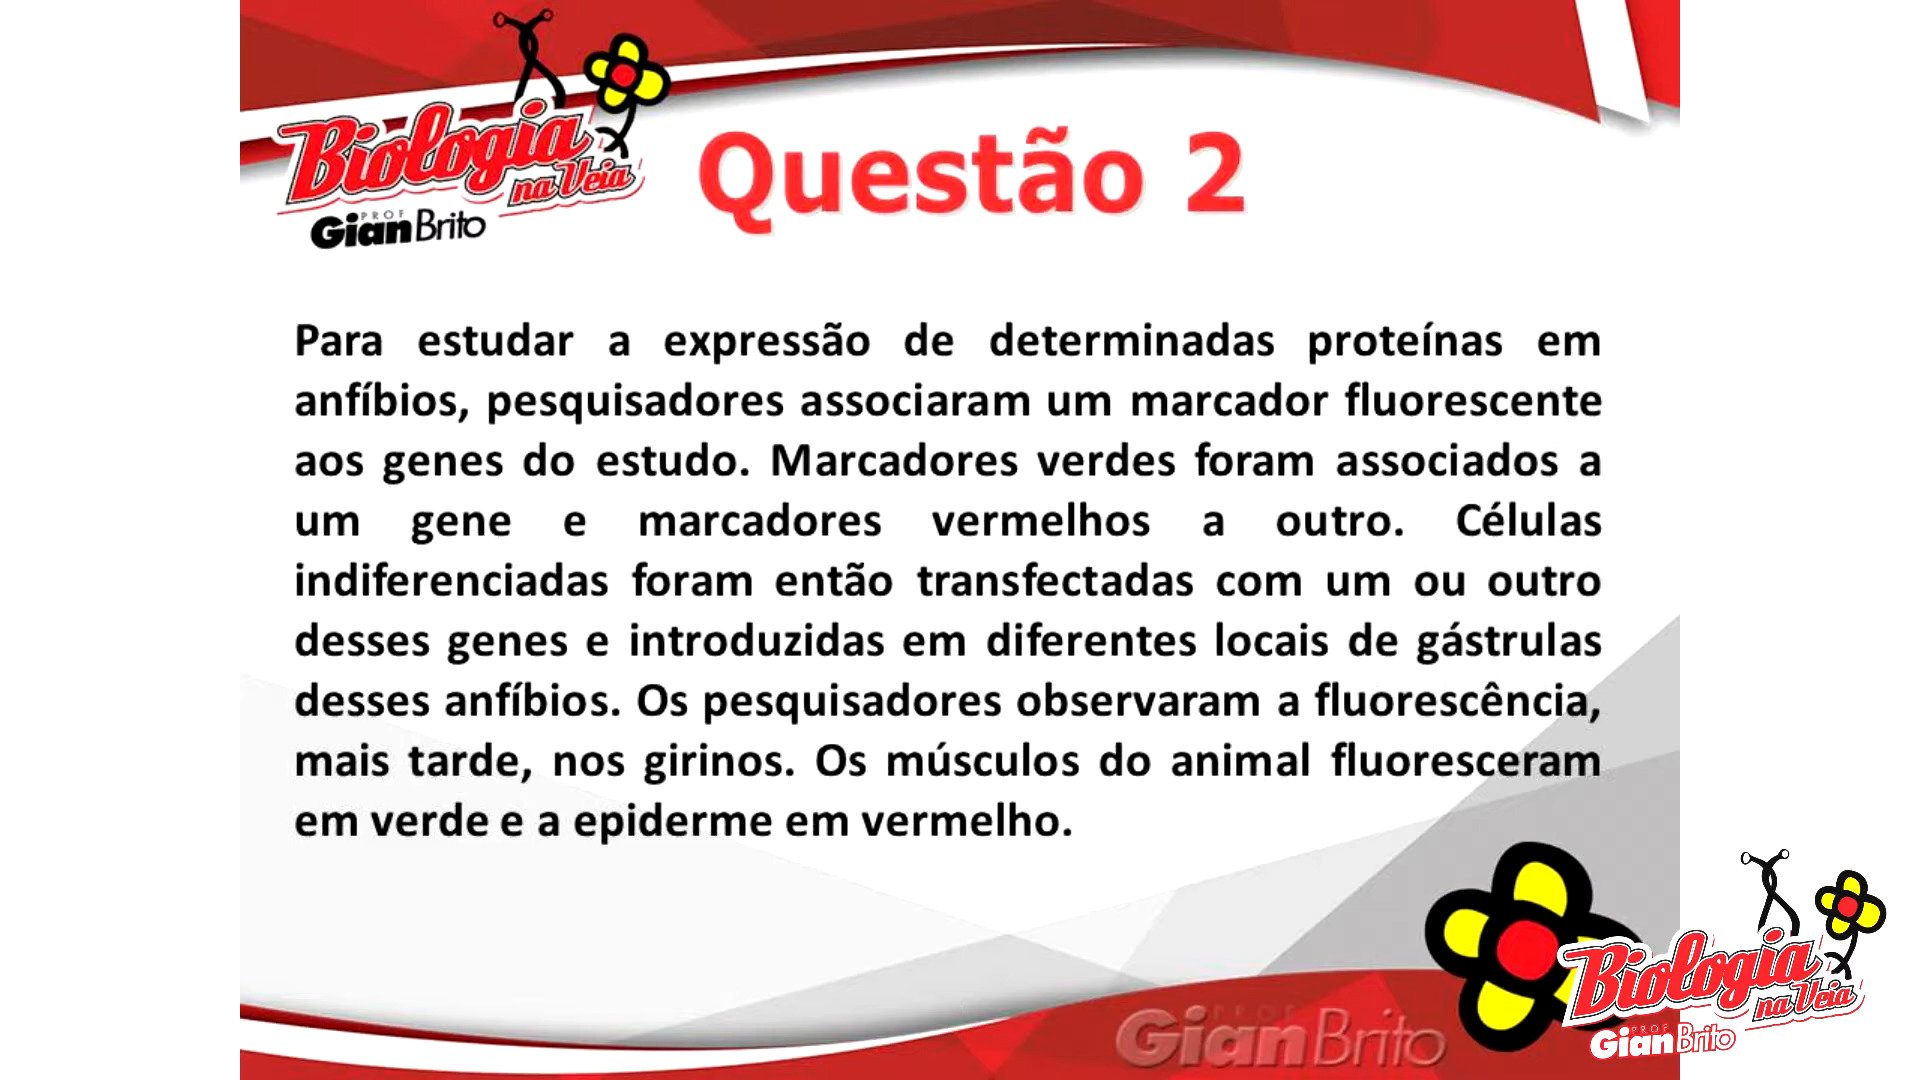 Biologia
na Veia
PROF
Gian Brito
Questão 2
Para estudar a expressão de determinadas proteínas em
anfíbios, pesquisadores associaram um marcador fluorescente
aos genes do estudo. Marcadores verdes foram associados a
um gene e marcadores vermelhos a outro. Células
indiferenciadas foram então transfectadas com um ou outro
desses genes e introduzidas em diferentes locais de gástrulas
desses anfíbios. Os pesquisadores observaram a fluorescência,
mais tarde, nos girinos. Os músculos do animal fluoresceram
em verde e a epiderme em vermelho.
PROF
Gian Brito
Biologia
na Veia
PROF
Gian Brito